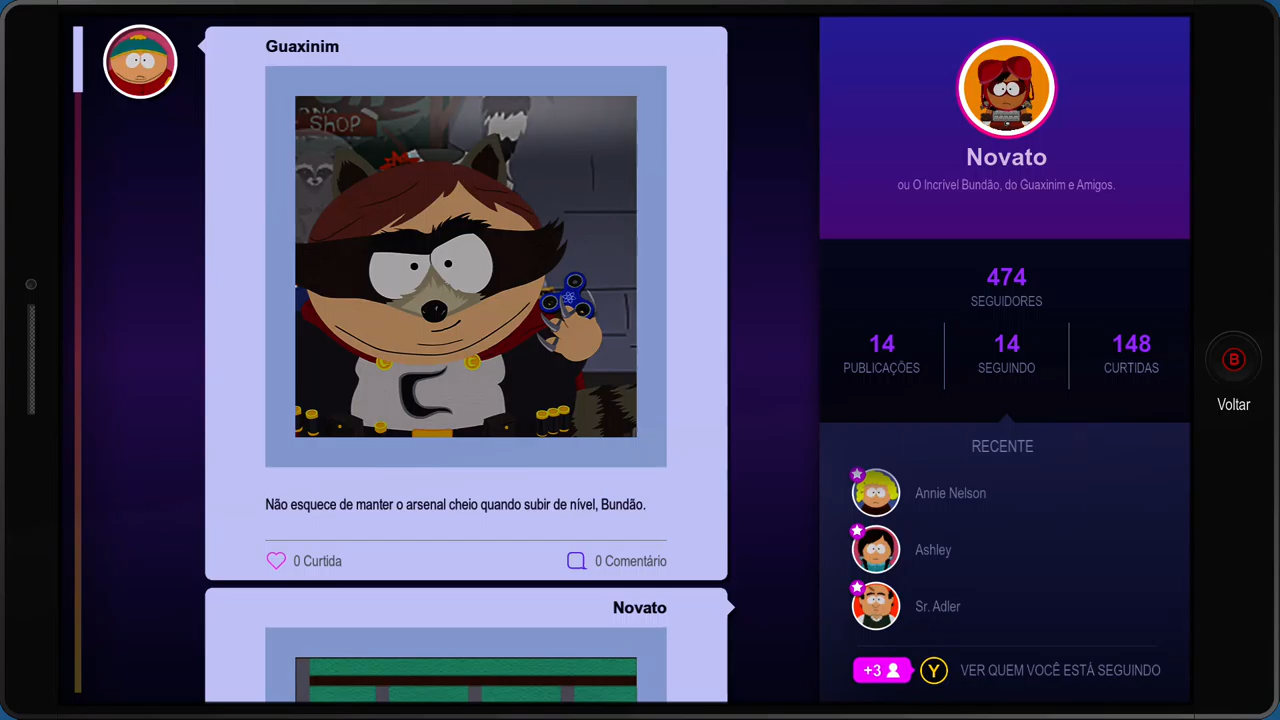 Guaxinim
SHOP
Não esquece de manter o arsenal cheio quando subir de nível, Bundão.
0 Curtida
0 Comentário
Novato
Novato
ou O Incrível Bundão, do Guaxinim e Amigos.
474
SEGUIDORES
14
PUBLICAÇÕES
14
SEGUINDO
148
CURTIDAS
RECENTE
Annie Nelson
Ashley
Sr. Adler
+3
Y
VER QUEM VOCÊ ESTÁ SEGUINDO
B
Voltar